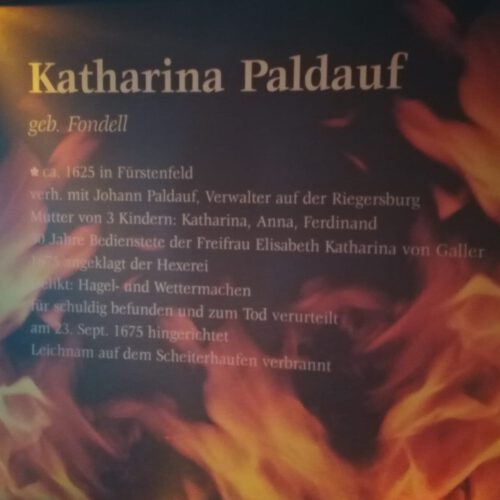 Katharina Paldauf
geb. Fondell
* ca. 1625 in Fürstenfeld
verh. mit Johann Paldauf, Verwalter auf der Riegersburg
Mutter von 3 Kindern: Katharina, Anna, Ferdinand
Jahre Bedienstete der Freifrau Elisabeth Katharina von Galler
1675 angeklagt der Hexerei
Delikt: Hagel- und Wettermachen
für schuldig befunden und zum Tod verurteilt
am 23. Sept. 1675 hingerichtet
Leichnam auf dem Scheiterhaufen verbrannt